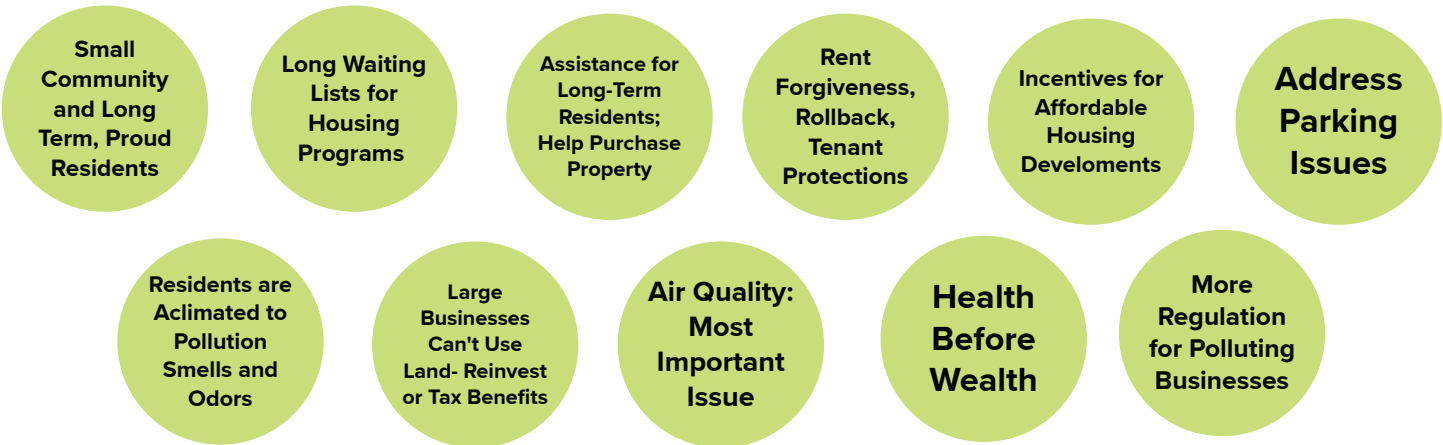 Small
Community
and Long
Term, Proud
Residents
Long Waiting
Lists for
Housing
Programs
Assistance for
Long-Term
Residents;
Help Purchase
Property
Rent
Forgiveness,
Rollback,
Tenant
Protections
Incentives for
Affordable
Housing
Develoments
Address
Parking
Issues
Residents are
Aclimated to
Pollution
Smells and
Odors
Large
Businesses
Can't Use
Land- Reinvest
or Tax Benefits
Air Quality:
Most
Important
Issue
Health
Before
Wealth
More
Regulation
for Polluting
Businesses